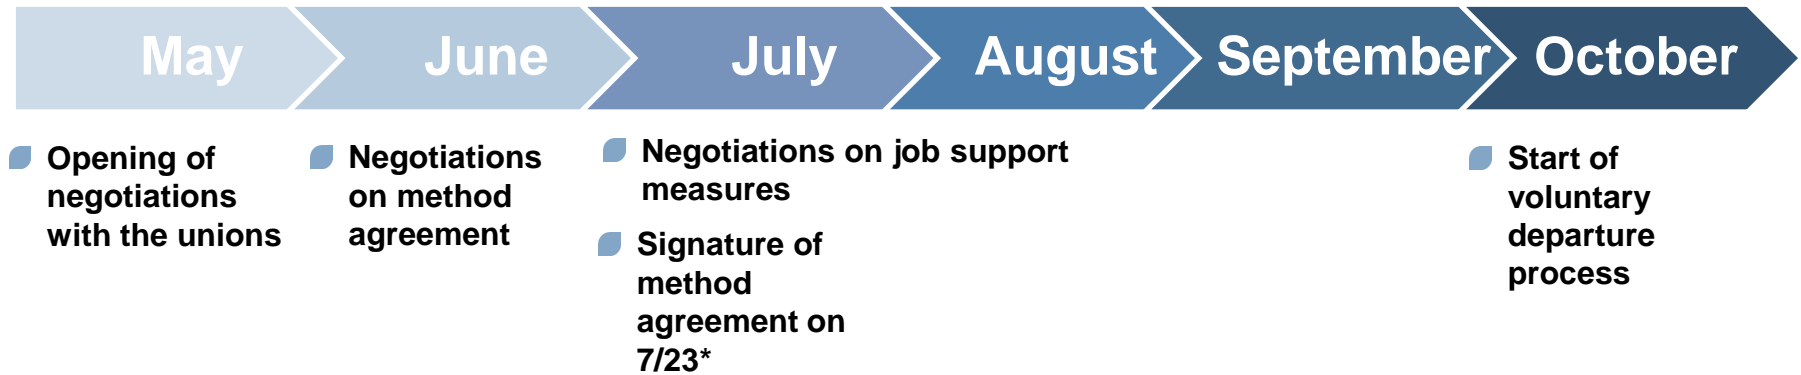 May
June
July
August
September
October
Opening of
negotiations
with the unions
Negotiations
on method
agreement
Negotiations on job support
measures
Signature of
method
agreement on
7/23*
Start of
voluntary
departure
process